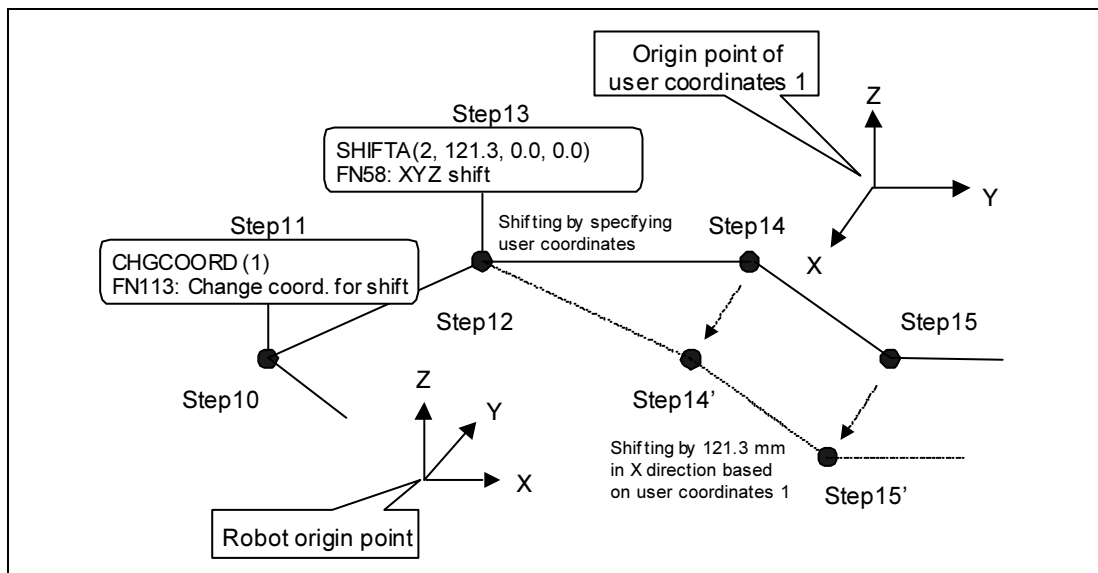 Origin point of
user coordinates 1
Z
Y
X
Step13
SHIFTA(2, 121.3, 0.0, 0.0)
FN58: XYZ shift
Step11
CHGCOORD (1)
FN113: Change coord. for shift
Shifting by specifying
user coordinates
Step14
Step12
Step15
Step10
Step14’
Z
Y
X
Shifting by 121.3 mm
in X direction based
on user coordinates 1
Step15’
Robot origin point